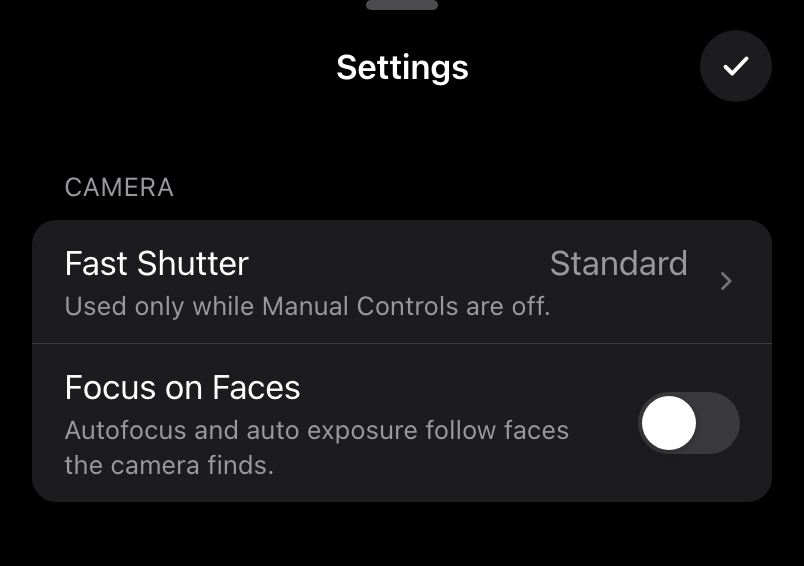 Settings
CAMERA
Fast Shutter
Standard
Used only while Manual Controls are off.
Focus on Faces
Autofocus and auto exposure follow faces
the camera finds.